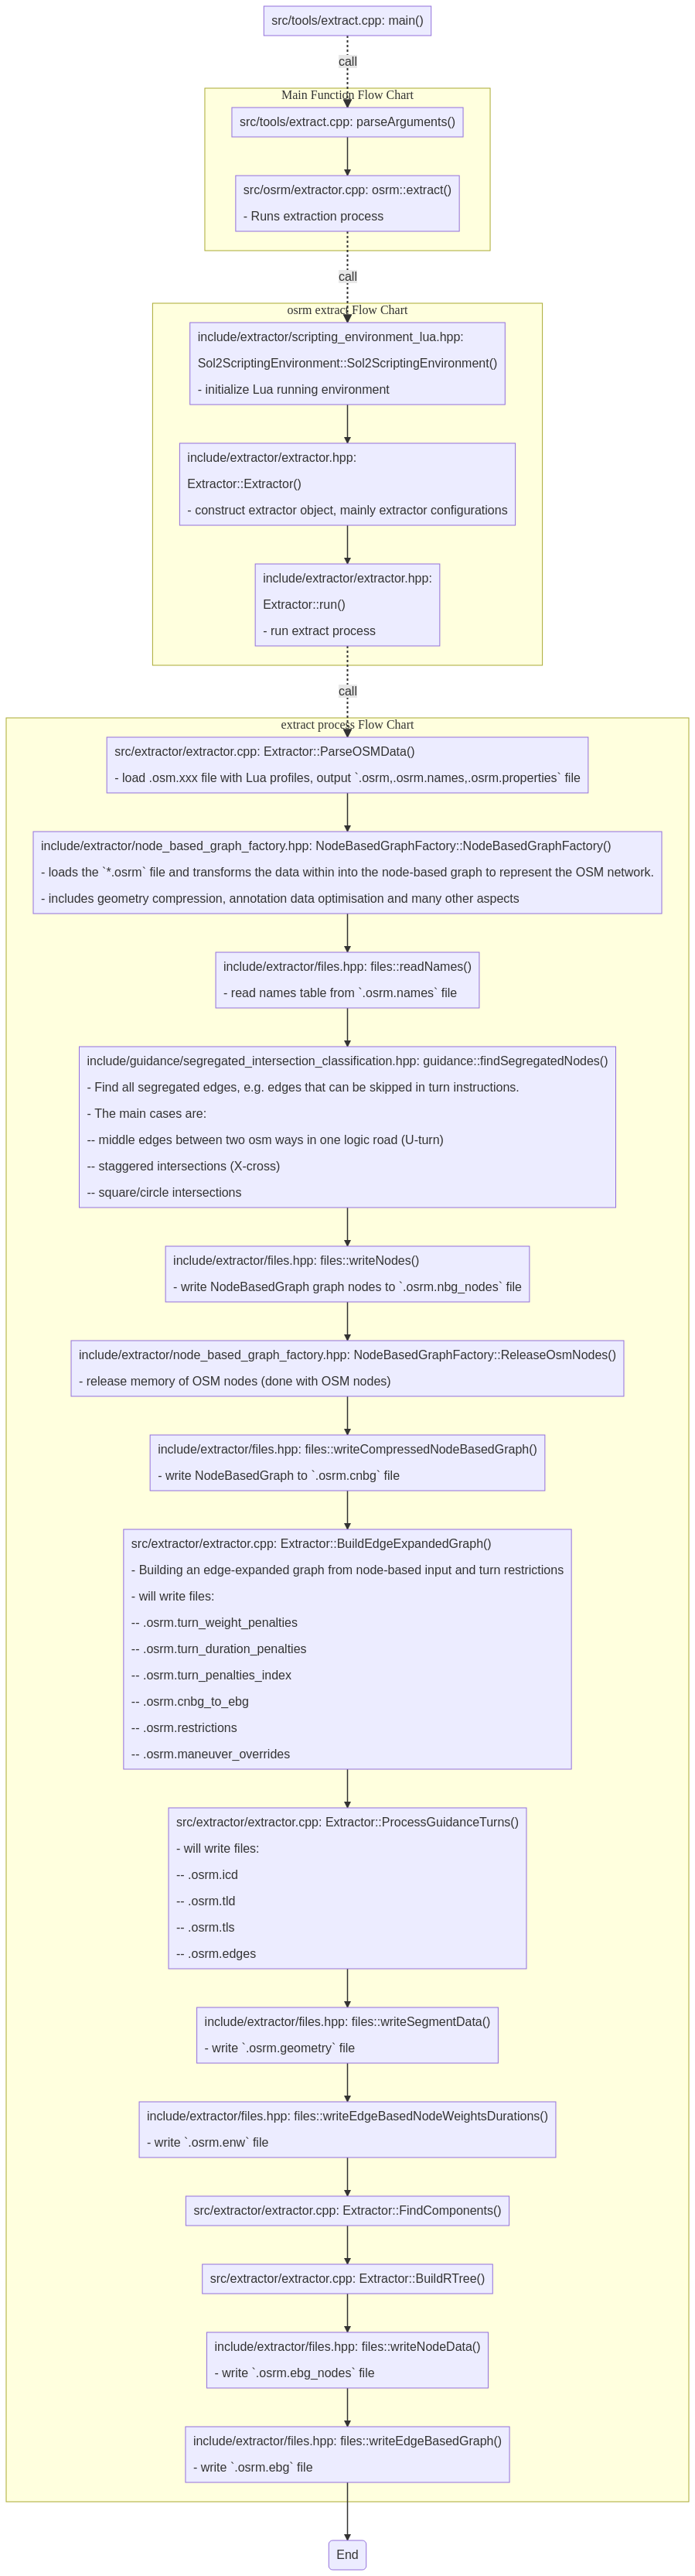 src/tools/extract.cpp: main()
call
Main Function Flow Chart
src/tools/extract.cpp: parseArguments()
src/osrm/extractor.cpp: osrm::extract()
- Runs extraction process
call
osrm extract Flow Chart
include/extractor/scripting_environment_lua.hpp:
Sol2ScriptingEnvironment::Sol2ScriptingEnvironment()
- initialize Lua running environment
include/extractor/extractor.hpp:
Extractor::Extractor()
- construct extractor object, mainly extractor configurations
include/extractor/extractor.hpp:
Extractor::run()
- run extract process
call
extract process Flow Chart
src/extractor/extractor.cpp: Extractor::ParseOSMData()
- load .osm.xxx file with Lua profiles, output `.osrm,.osrm.names,.osrm.properties` file
include/extractor/node_based_graph_factory.hpp: NodeBasedGraphFactory::NodeBasedGraphFactory()
- loads the `*.osrm` file and transforms the data within into the node-based graph to represent the OSM network.
- includes geometry compression, annotation data optimisation and many other aspects
include/extractor/files.hpp: files::readNames()
- read names table from `.osrm.names` file
include/guidance/segregated_intersection_classification.hpp: guidance::findSegregatedNodes()
- Find all segregated edges, e.g. edges that can be skipped in turn instructions.
- The main cases are:
-- middle edges between two osm ways in one logic road (U-turn)
-- staggered intersections (X-cross)
-- square/circle intersections
include/extractor/files.hpp: files::writeNodes()
- write NodeBasedGraph graph nodes to `.osrm.nbg_nodes` file
include/extractor/node_based_graph_factory.hpp: NodeBasedGraphFactory::ReleaseOsmNodes()
- release memory of OSM nodes (done with OSM nodes)
include/extractor/files.hpp: files::writeCompressedNodeBasedGraph()
- write NodeBasedGraph to `.osrm.cnbg` file
src/extractor/extractor.cpp: Extractor::BuildEdgeExpandedGraph()
- Building an edge-expanded graph from node-based input and turn restrictions
- will write files:
-- .osrm.turn_weight_penalties
-- .osrm.turn_duration_penalties
-- .osrm.turn_penalties_index
-- .osrm.cnbg_to_ebg
-- .osrm.restrictions
-- .osrm.maneuver_overrides
src/extractor/extractor.cpp: Extractor::ProcessGuidanceTurns()
- will write files:
-- .osrm.icd
-- .osrm.tld
-- .osrm.tls
-- .osrm.edges
include/extractor/files.hpp: files::writeSegmentData()
- write `.osrm.geometry` file
include/extractor/files.hpp: files::writeEdgeBasedNodeWeightsDurations()
- write `.osrm.enw` file
src/extractor/extractor.cpp: Extractor::FindComponents()
src/extractor/extractor.cpp: Extractor::BuildRTree()
include/extractor/files.hpp: files::writeNodeData()
- write `.osrm.ebg_nodes` file
include/extractor/files.hpp: files::writeEdgeBasedGraph()
- write `.osrm.ebg` file
End